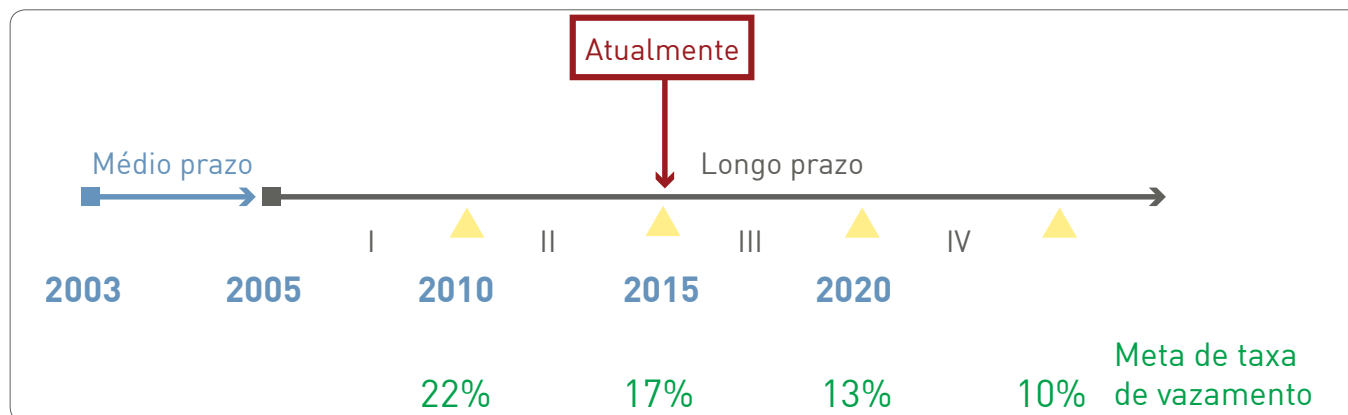 Atualmente
Médio prazo
Longo prazo
I
II
III
IV
2003
2005
2010
2015
2020
22%
17%
13%
10%
Meta de taxa
de vazamento